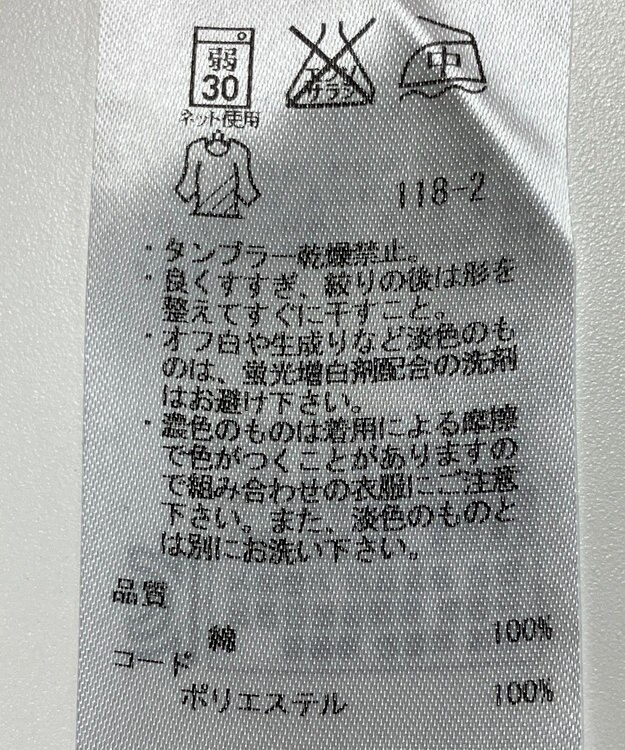 弱
30
ネット使用
エンソ
サラシ
中
118-2
・タンブラー乾燥禁止。
・良くすすぎ、絞りの後は形を
整えてすぐに干すこと。
・オフ白や生成りなど淡色のも
のは、蛍光増白剤配合の洗剤
はお避け下さい。
・濃色のものは着用による摩擦
で色がつくことがありますの
で組み合わせの衣服にご注意
下さい。また、淡色のものと
は別にお洗い下さい。
品質
綿 100%
コード
ポリエステル 100%